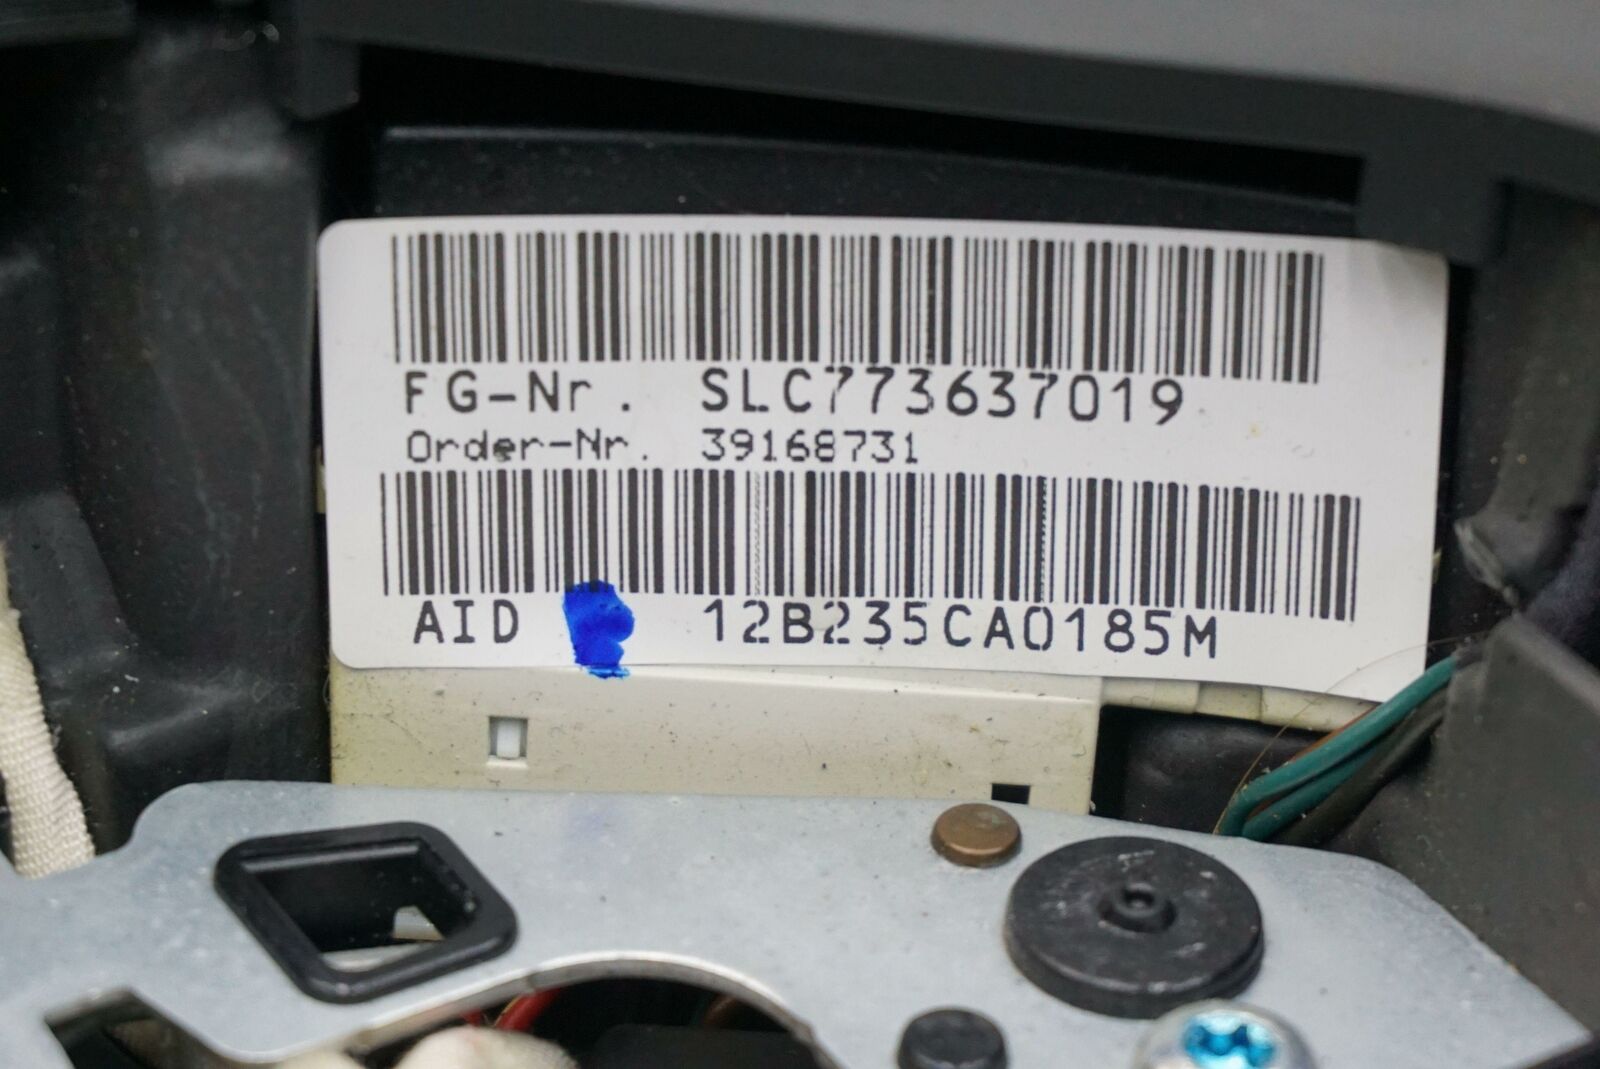 FG-Nr. SLC773637019
Order-Nr. 39168731
AID 12B235CA0185M